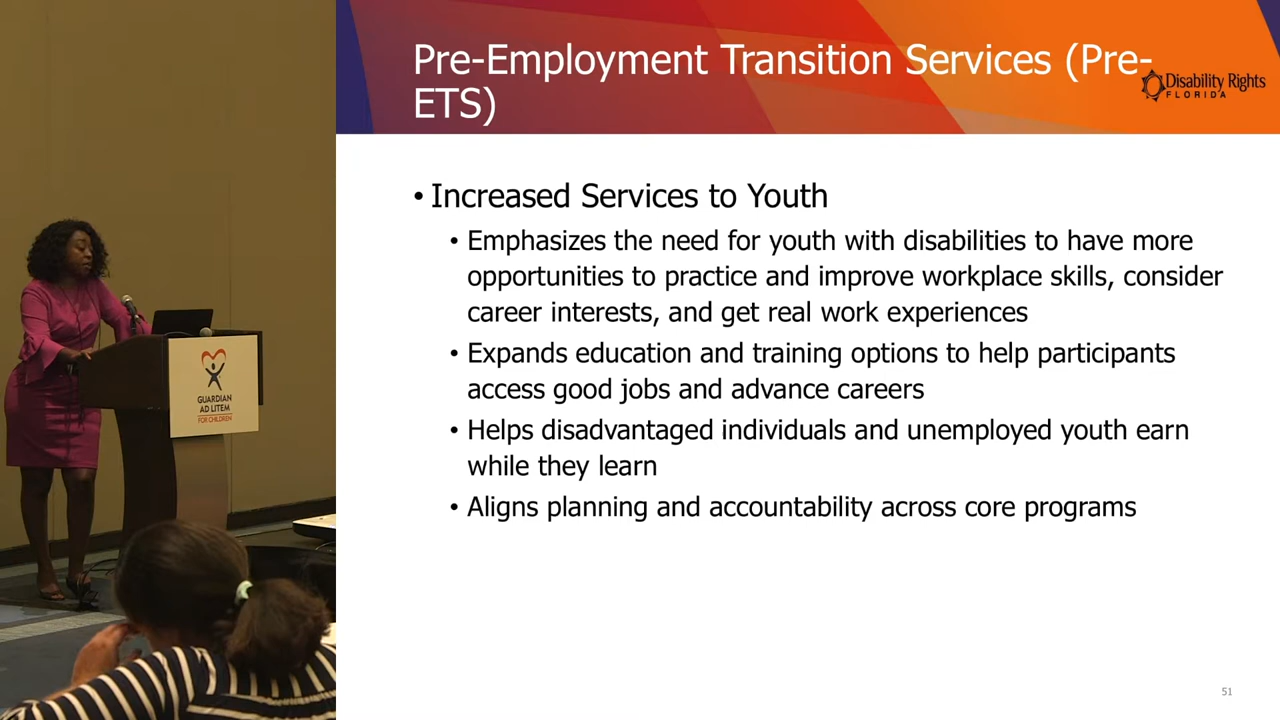 Pre-Employment Transition Services (Pre-
ETS)
Disability Rights
FLORIDA
• Increased Services to Youth
• Emphasizes the need for youth with disabilities to have more
opportunities to practice and improve workplace skills, consider
career interests, and get real work experiences
• Expands education and training options to help participants
access good jobs and advance careers
• Helps disadvantaged individuals and unemployed youth earn
while they learn
• Aligns planning and accountability across core programs
GUARDIAN
AD LITEM
FOR CHILDREN
51